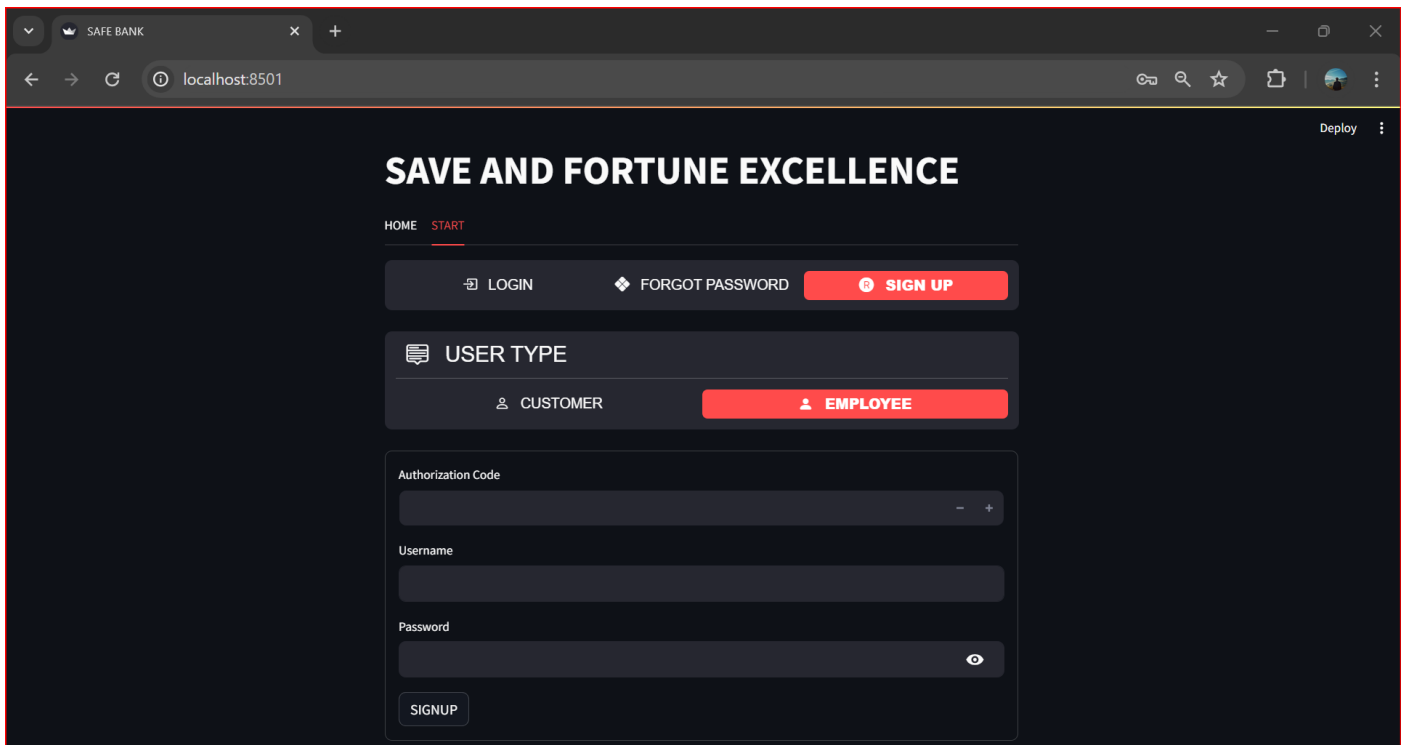 SAFE BANK
localhost:8501
Deploy
SAVE AND FORTUNE EXCELLENCE
HOME START
LOGIN FORGOT PASSWORD R SIGN UP
USER TYPE
CUSTOMER EMPLOYEE
Authorization Code
Username
Password
SIGNUP